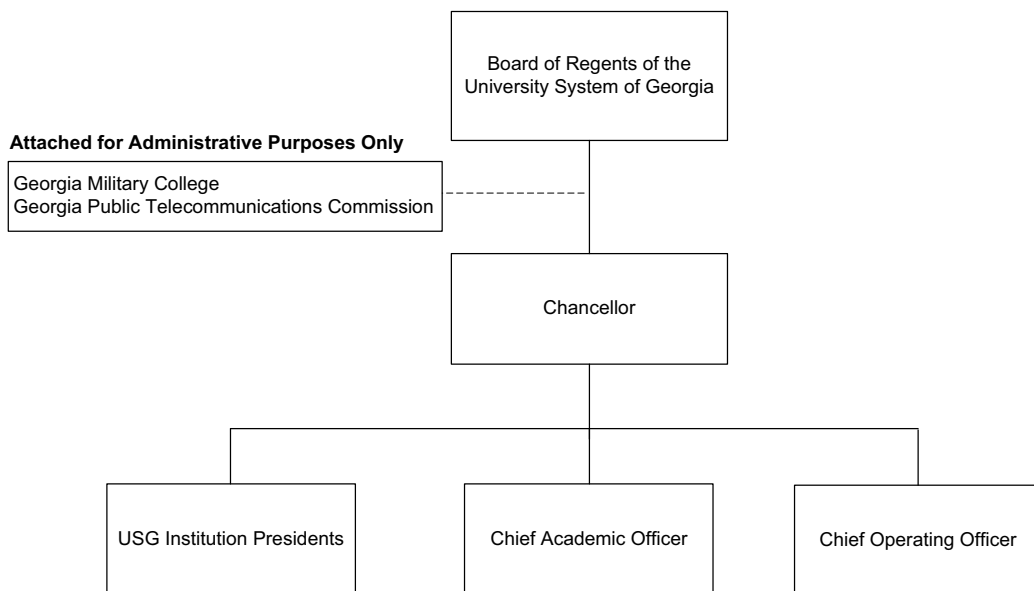 Board of Regents of the
University System of Georgia
Attached for Administrative Purposes Only
Georgia Military College
Georgia Public Telecommunications Commission
Chancellor
USG Institution Presidents
Chief Academic Officer
Chief Operating Officer